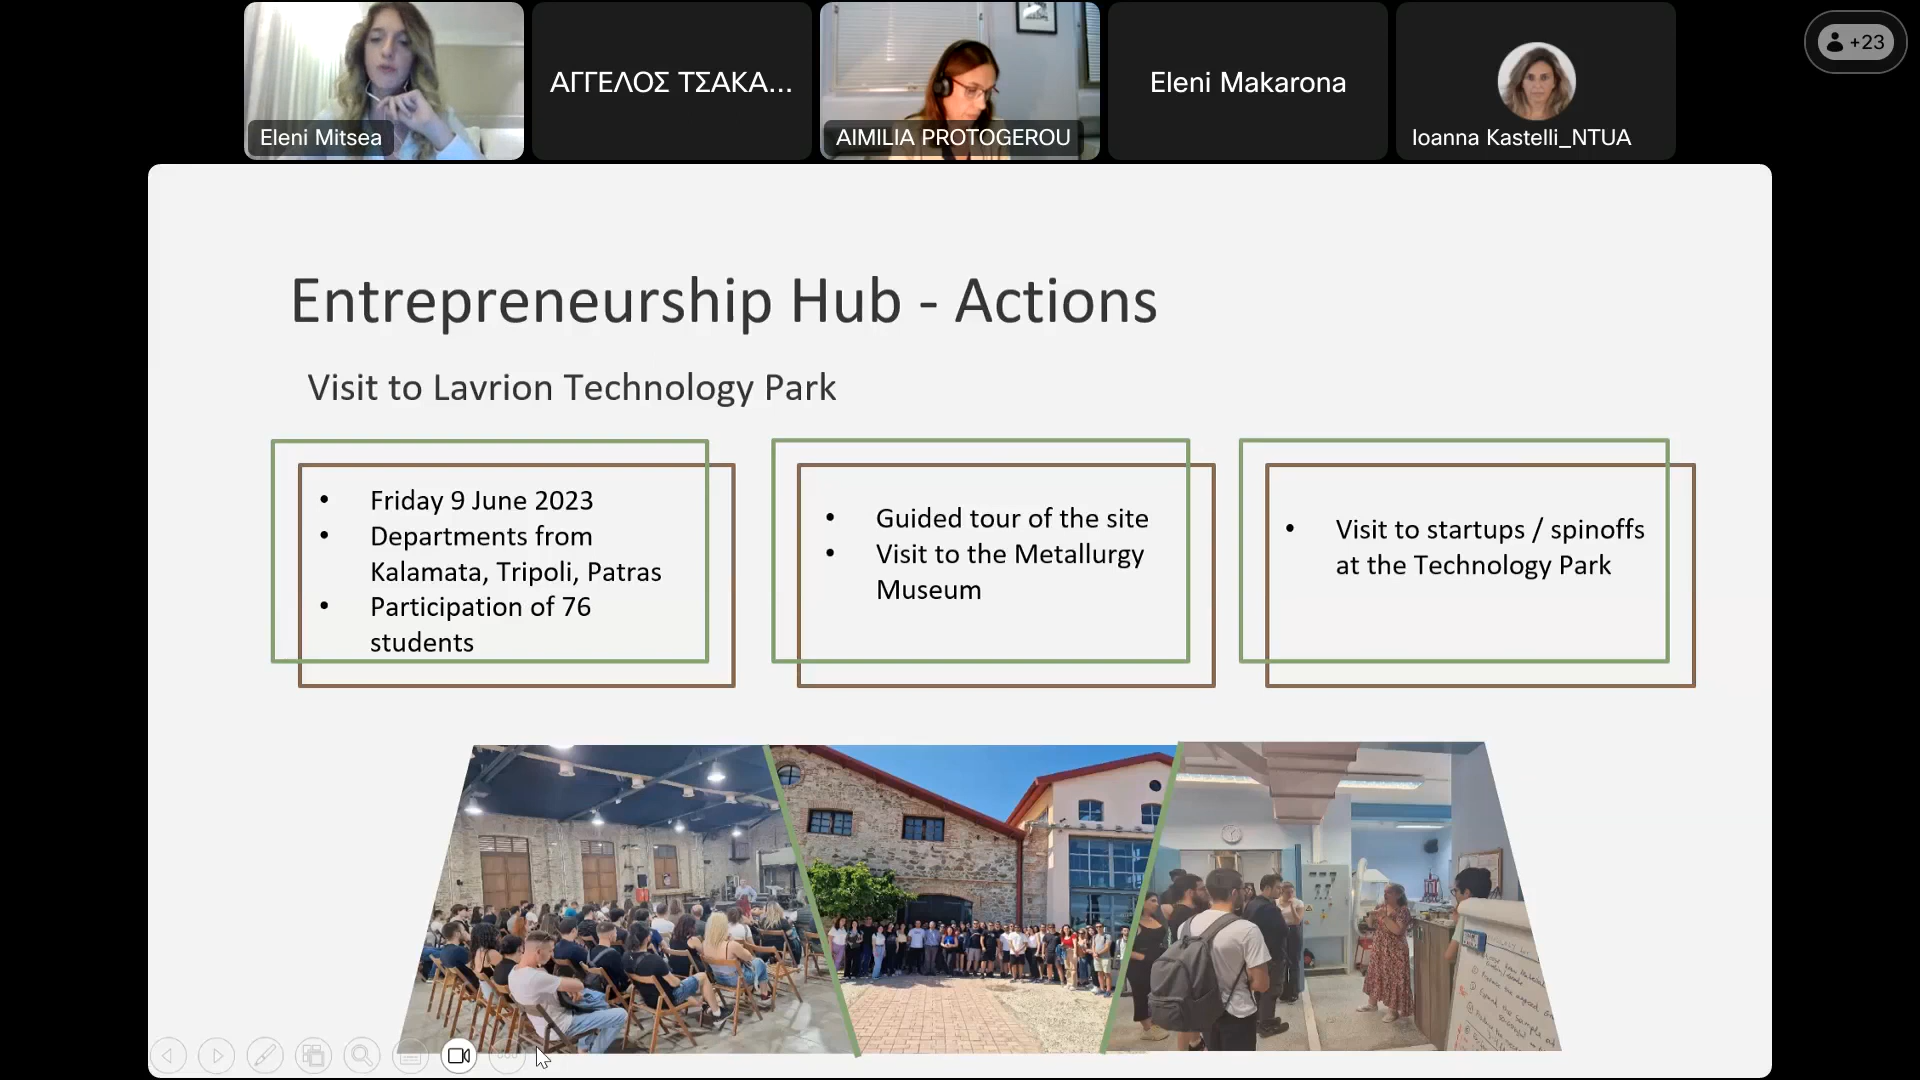 Eleni Mitsea
ΑΓΓΕΛΟΣ ΤΣΑΚΑ...
AIMILIA PROTOGEROU
Eleni Makarona
Ioanna Kastelli_NTUA
+23
Entrepreneurship Hub - Actions
Visit to Lavrion Technology Park
• Friday 9 June 2023
• Departments from
Kalamata, Tripoli, Patras
• Participation of 76
students
• Guided tour of the site
• Visit to the Metallurgy
Museum
• Visit to startups / spinoffs
at the Technology Park